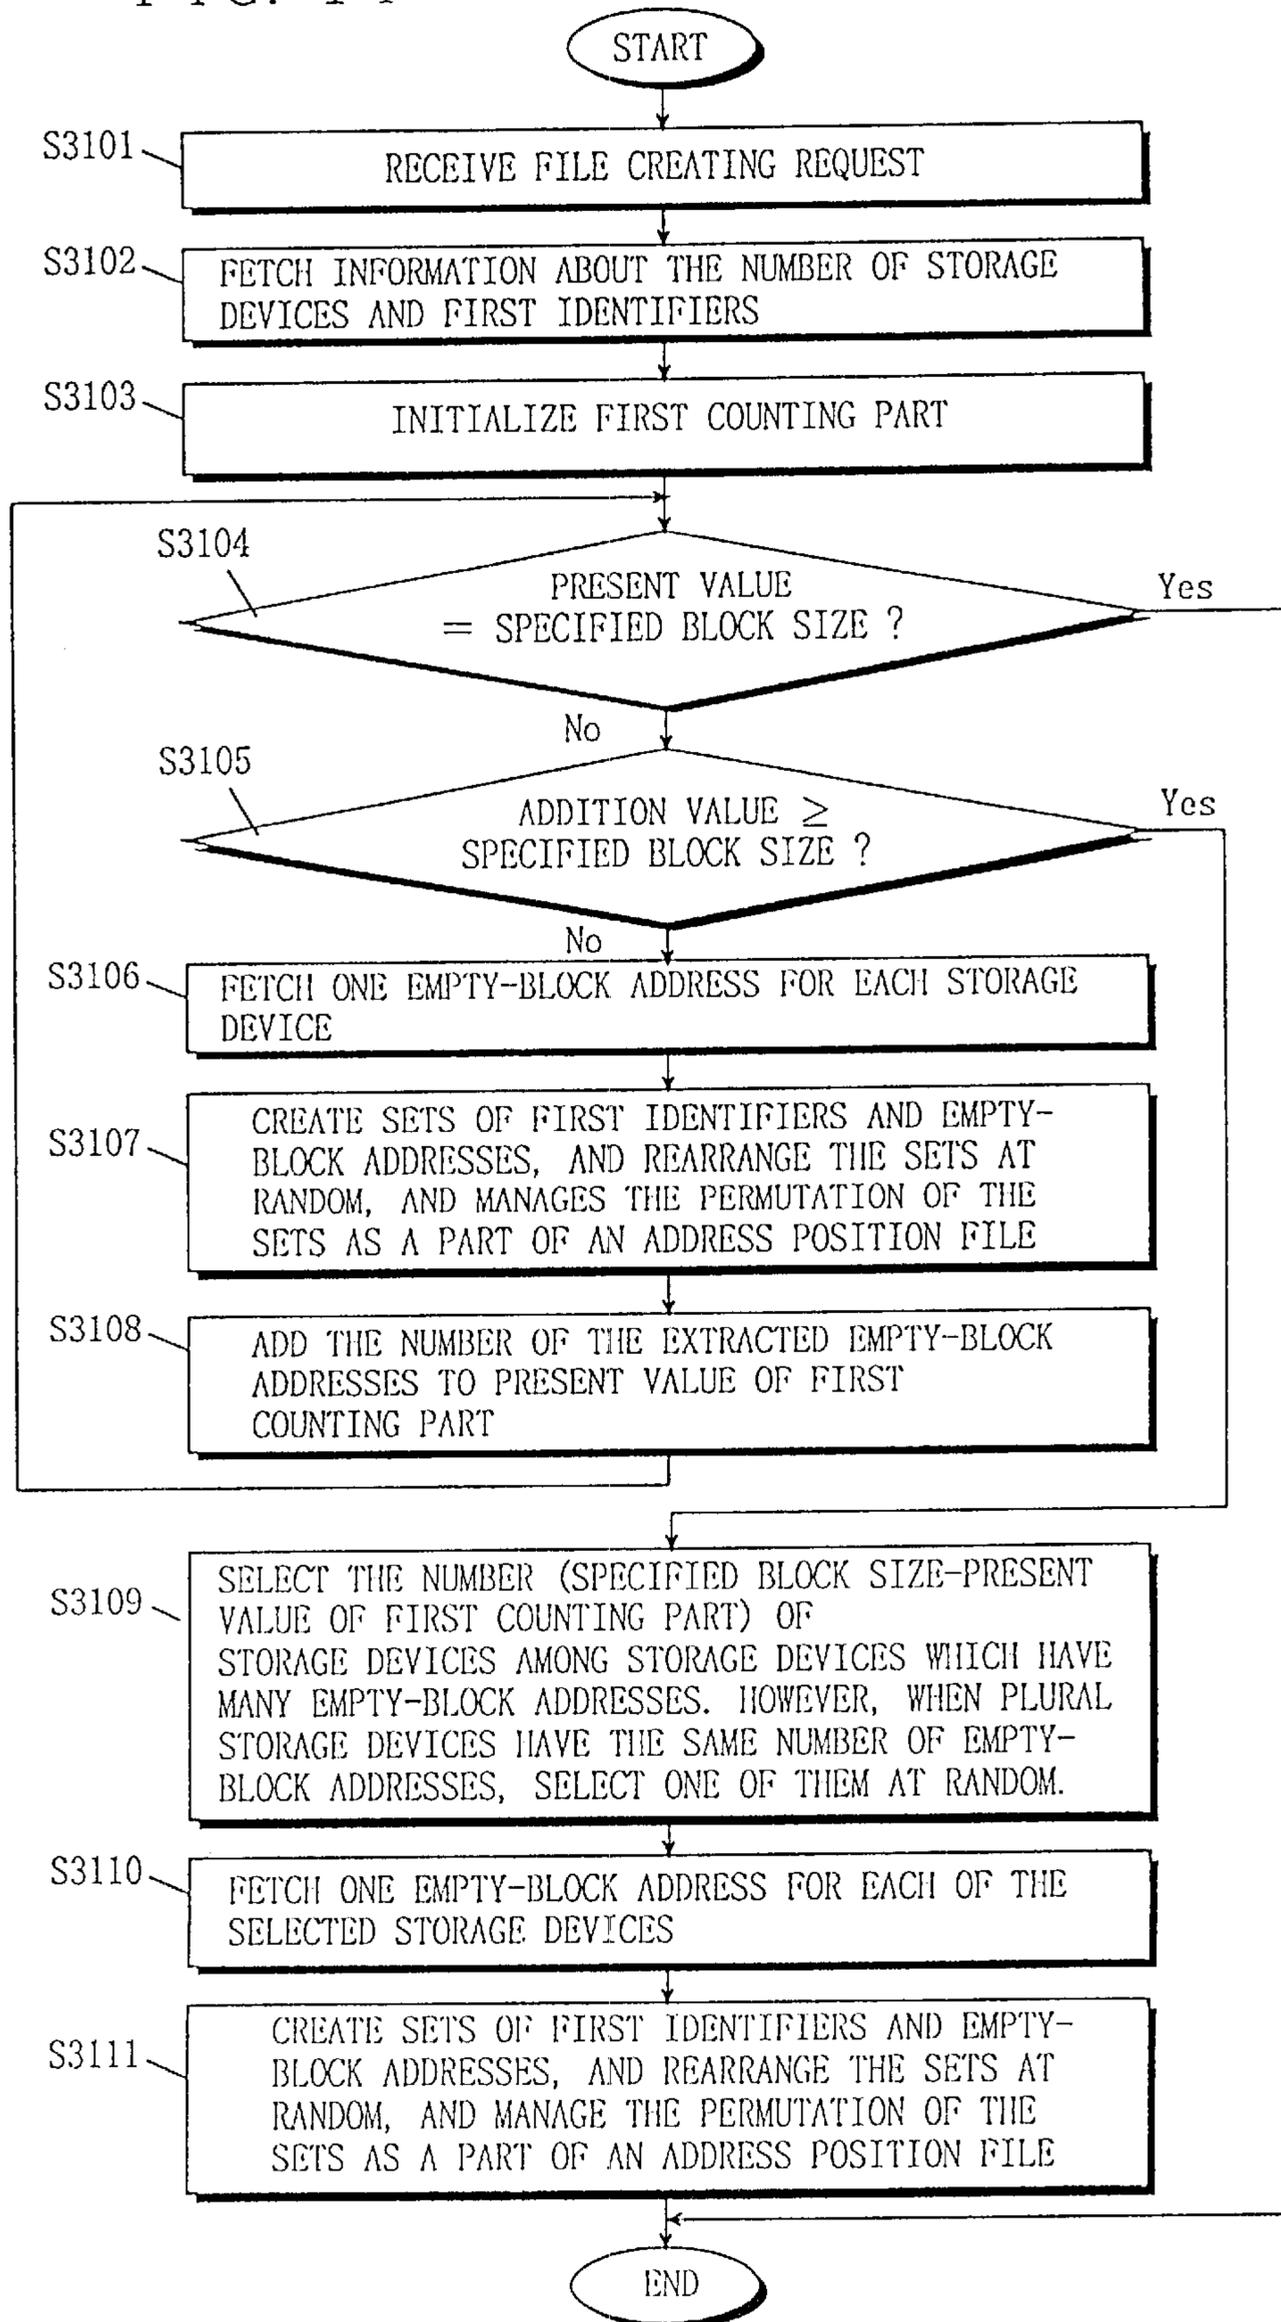 START
S3101
RECEIVE FILE CREATING REQUEST
S3102
FETCH INFORMATION ABOUT THE NUMBER OF STORAGE
DEVICES AND FIRST IDENTIFIERS
S3103
INITIALIZE FIRST COUNTING PART
S3104
PRESENT VALUE
= SPECIFIED BLOCK SIZE ?
Yes
No
S3105
ADDITION VALUE ≥
SPECIFIED BLOCK SIZE ?
Yes
No
S3106
FETCH ONE EMPTY-BLOCK ADDRESS FOR EACH STORAGE
DEVICE
S3107
CREATE SETS OF FIRST IDENTIFIERS AND EMPTY-
BLOCK ADDRESSES, AND REARRANGE THE SETS AT
RANDOM, AND MANAGES THE PERMUTATION OF THE
SETS AS A PART OF AN ADDRESS POSITION FILE
S3108
ADD THE NUMBER OF THE EXTRACTED EMPTY-BLOCK
ADDRESSES TO PRESENT VALUE OF FIRST
COUNTING PART
S3109
SELECT THE NUMBER (SPECIFIED BLOCK SIZE-PRESENT
VALUE OF FIRST COUNTING PART) OF
STORAGE DEVICES AMONG STORAGE DEVICES WHICH HAVE
MANY EMPTY-BLOCK ADDRESSES. HOWEVER, WHEN PLURAL
STORAGE DEVICES HAVE THE SAME NUMBER OF EMPTY-
BLOCK ADDRESSES, SELECT ONE OF THEM AT RANDOM.
S3110
FETCH ONE EMPTY-BLOCK ADDRESS FOR EACH OF THE
SELECTED STORAGE DEVICES
S3111
CREATE SETS OF FIRST IDENTIFIERS AND EMPTY-
BLOCK ADDRESSES, AND REARRANGE THE SETS AT
RANDOM, AND MANAGE THE PERMUTATION OF THE
SETS AS A PART OF AN ADDRESS POSITION FILE
END